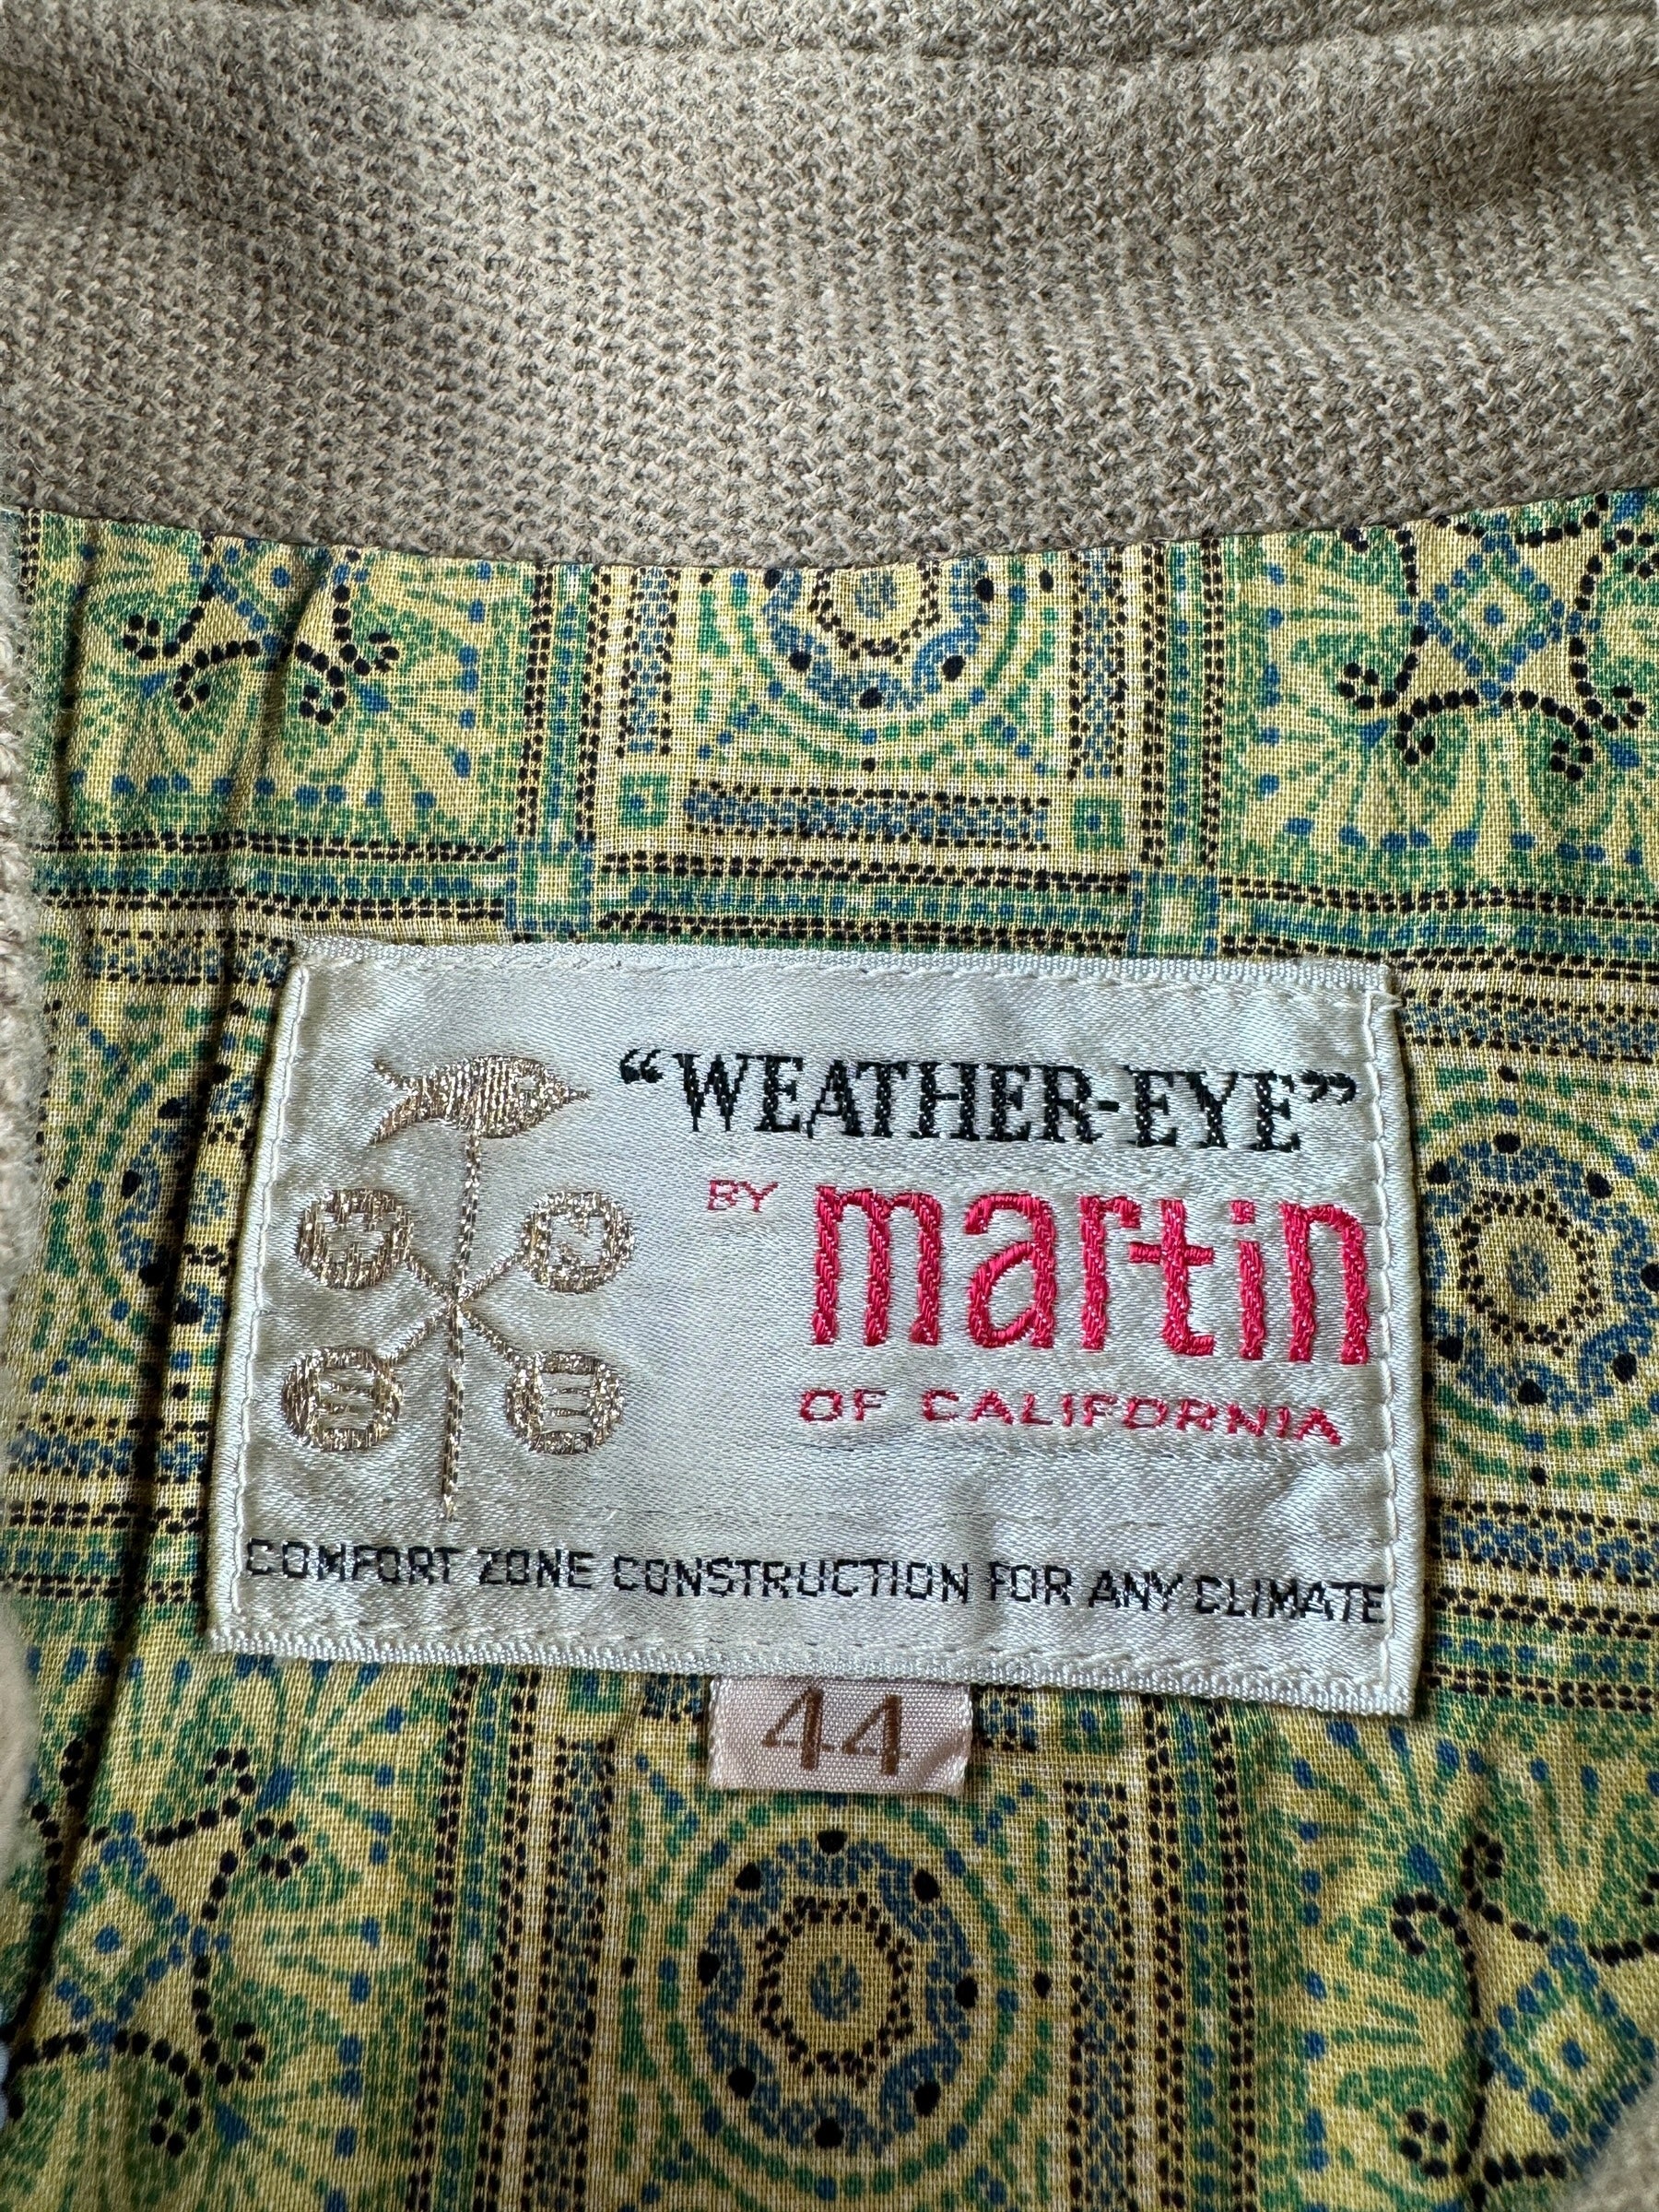 “WEATHER-EYE”
BY martin
OF CALIFORNIA
W N
S E
COMFORT ZONE CONSTRUCTION FOR ANY CLIMATE
44